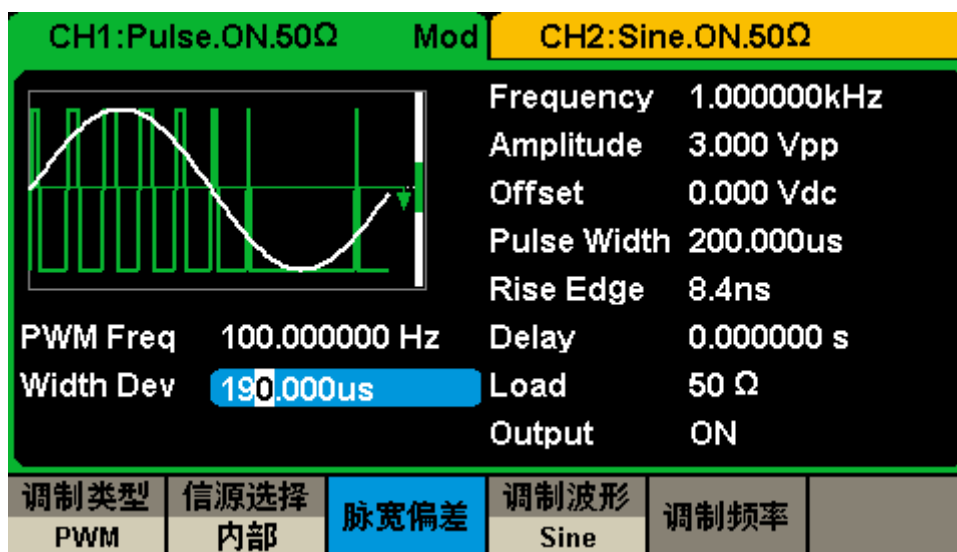 CH1:Pulse.ON.50Ω Mod CH2:Sine.ON.50Ω
Frequency 1.000000kHz
Amplitude 3.000 Vpp
Offset 0.000 Vdc
Pulse Width 200.000us
Rise Edge 8.4ns
PWM Freq 100.000000 Hz Delay 0.000000 s
Width Dev 190.000us Load 50 Ω
Output ON
调制类型 信源选择 脉宽偏差 调制波形 调制频率
PWM 内部 Sine